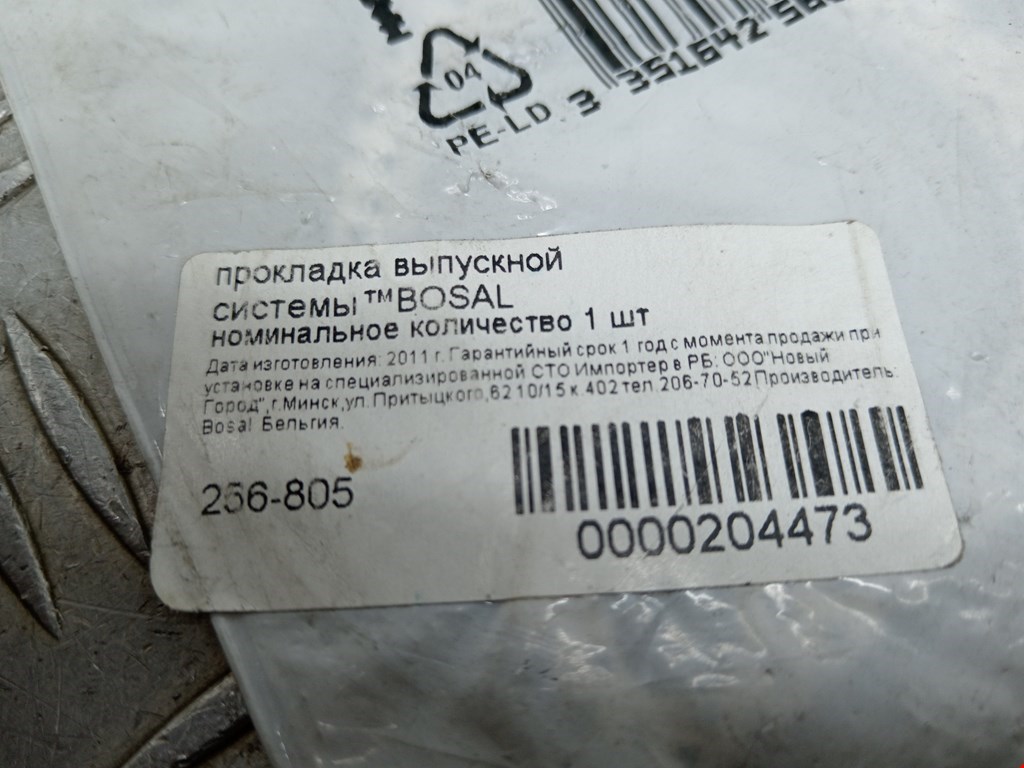 04
PE-LD
3 351642 56
прокладка выпускной
системы ™BOSAL
номинальное количество 1 шт
Дата изготовления: 2011 г. Гарантийный срок 1 год с момента продажи при
установке на специализированной СТО Импортер в РБ: ООО"Новый
Город",г.Минск,ул. Притыцкого,62 10/15 к.402 тел.206-70-52 Производитель:
Bosal Бельгия.
256-805
0000204473